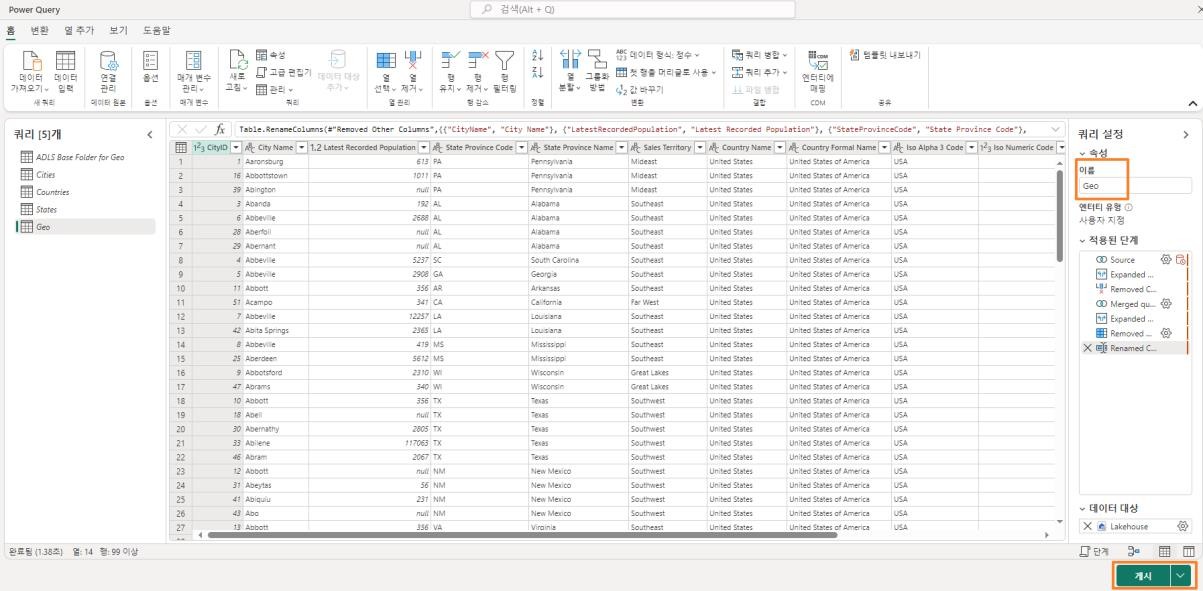 Power Query
검색(Alt + Q)
홈 변환 열 추가 보기 도움말
데이터 가져오기 데이터 입력 새 쿼리
연결 관리 데이터 원본
옵션 옵션
매개 변수 관리 매개 변수
새로 고침 속성 고급 편집기 관리 쿼리
데이터 대상 추가
열 선택 열 제거 열 관리
행 유지 행 제거 행 필터링 행 감소
정렬
열 분할 그룹화 방법 데이터 형식: 정수 첫 행을 머리글로 사용 값 바꾸기 변환
쿼리 병합 쿼리 추가 파일 병합 결합
엔터티에 매핑 COM
템플릿 내보내기 공유
쿼리 [5]개
ADLS Base Folder for Geo
Cities
Countries
States
Geo
Table.RenameColumns(#"Removed Other Columns",{{"CityName", "City Name"}, {"LatestRecordedPopulation", "Latest Recorded Population"}, {"StateProvinceCode", "State Province Code"},
CityID City Name 1.2 Latest Recorded Population State Province Code State Province Name Sales Territory Country Name Country Formal Name Iso Alpha 3 Code Iso Numeric Code
1 1 Aaronsburg 613 PA Pennsylvania Mideast United States United States of America USA
2 16 Abbottstown 1011 PA Pennsylvania Mideast United States United States of America USA
3 39 Abington null PA Pennsylvania Mideast United States United States of America USA
4 3 Abanda 192 AL Alabama Southeast United States United States of America USA
5 6 Abbeville 2688 AL Alabama Southeast United States United States of America USA
6 28 Aberfoil null AL Alabama Southeast United States United States of America USA
7 29 Abernant null AL Alabama Southeast United States United States of America USA
8 4 Abbeville 5237 SC South Carolina Southeast United States United States of America USA
9 5 Abbeville 2908 GA Georgia Southeast United States United States of America USA
10 11 Abbott 356 AR Arkansas Southeast United States United States of America USA
11 51 Acampo 341 CA California Far West United States United States of America USA
12 7 Abbeville 12257 LA Louisiana Southeast United States United States of America USA
13 42 Abita Springs 2365 LA Louisiana Southeast United States United States of America USA
14 8 Abbeville 419 MS Mississippi Southeast United States United States of America USA
15 25 Aberdeen 5612 MS Mississippi Southeast United States United States of America USA
16 9 Abbotsford 2310 WI Wisconsin Great Lakes United States United States of America USA
17 47 Abrams 340 WI Wisconsin Great Lakes United States United States of America USA
18 10 Abbott 356 TX Texas Southwest United States United States of America USA
19 18 Abell null TX Texas Southwest United States United States of America USA
20 30 Abernathy 2805 TX Texas Southwest United States United States of America USA
21 33 Abilene 117063 TX Texas Southwest United States United States of America USA
22 46 Abram 2067 TX Texas Southwest United States United States of America USA
23 12 Abbott null NM New Mexico Southwest United States United States of America USA
24 31 Abeytas 56 NM New Mexico Southwest United States United States of America USA
25 41 Abiquiu 231 NM New Mexico Southwest United States United States of America USA
26 43 Abo null NM New Mexico Southwest United States United States of America USA
27 13 Abbott 356 VA Virginia Southeast United States United States of America USA
쿼리 설정
속성
이름
Geo
엔터티 유형
사용자 지정
적용된 단계
Source
Expanded ...
Removed C...
Merged qu...
Expanded ...
Removed ...
Renamed C...
데이터 대상
Lakehouse
완료됨 (1.38초) 열: 14 행: 99 이상
단계
게시